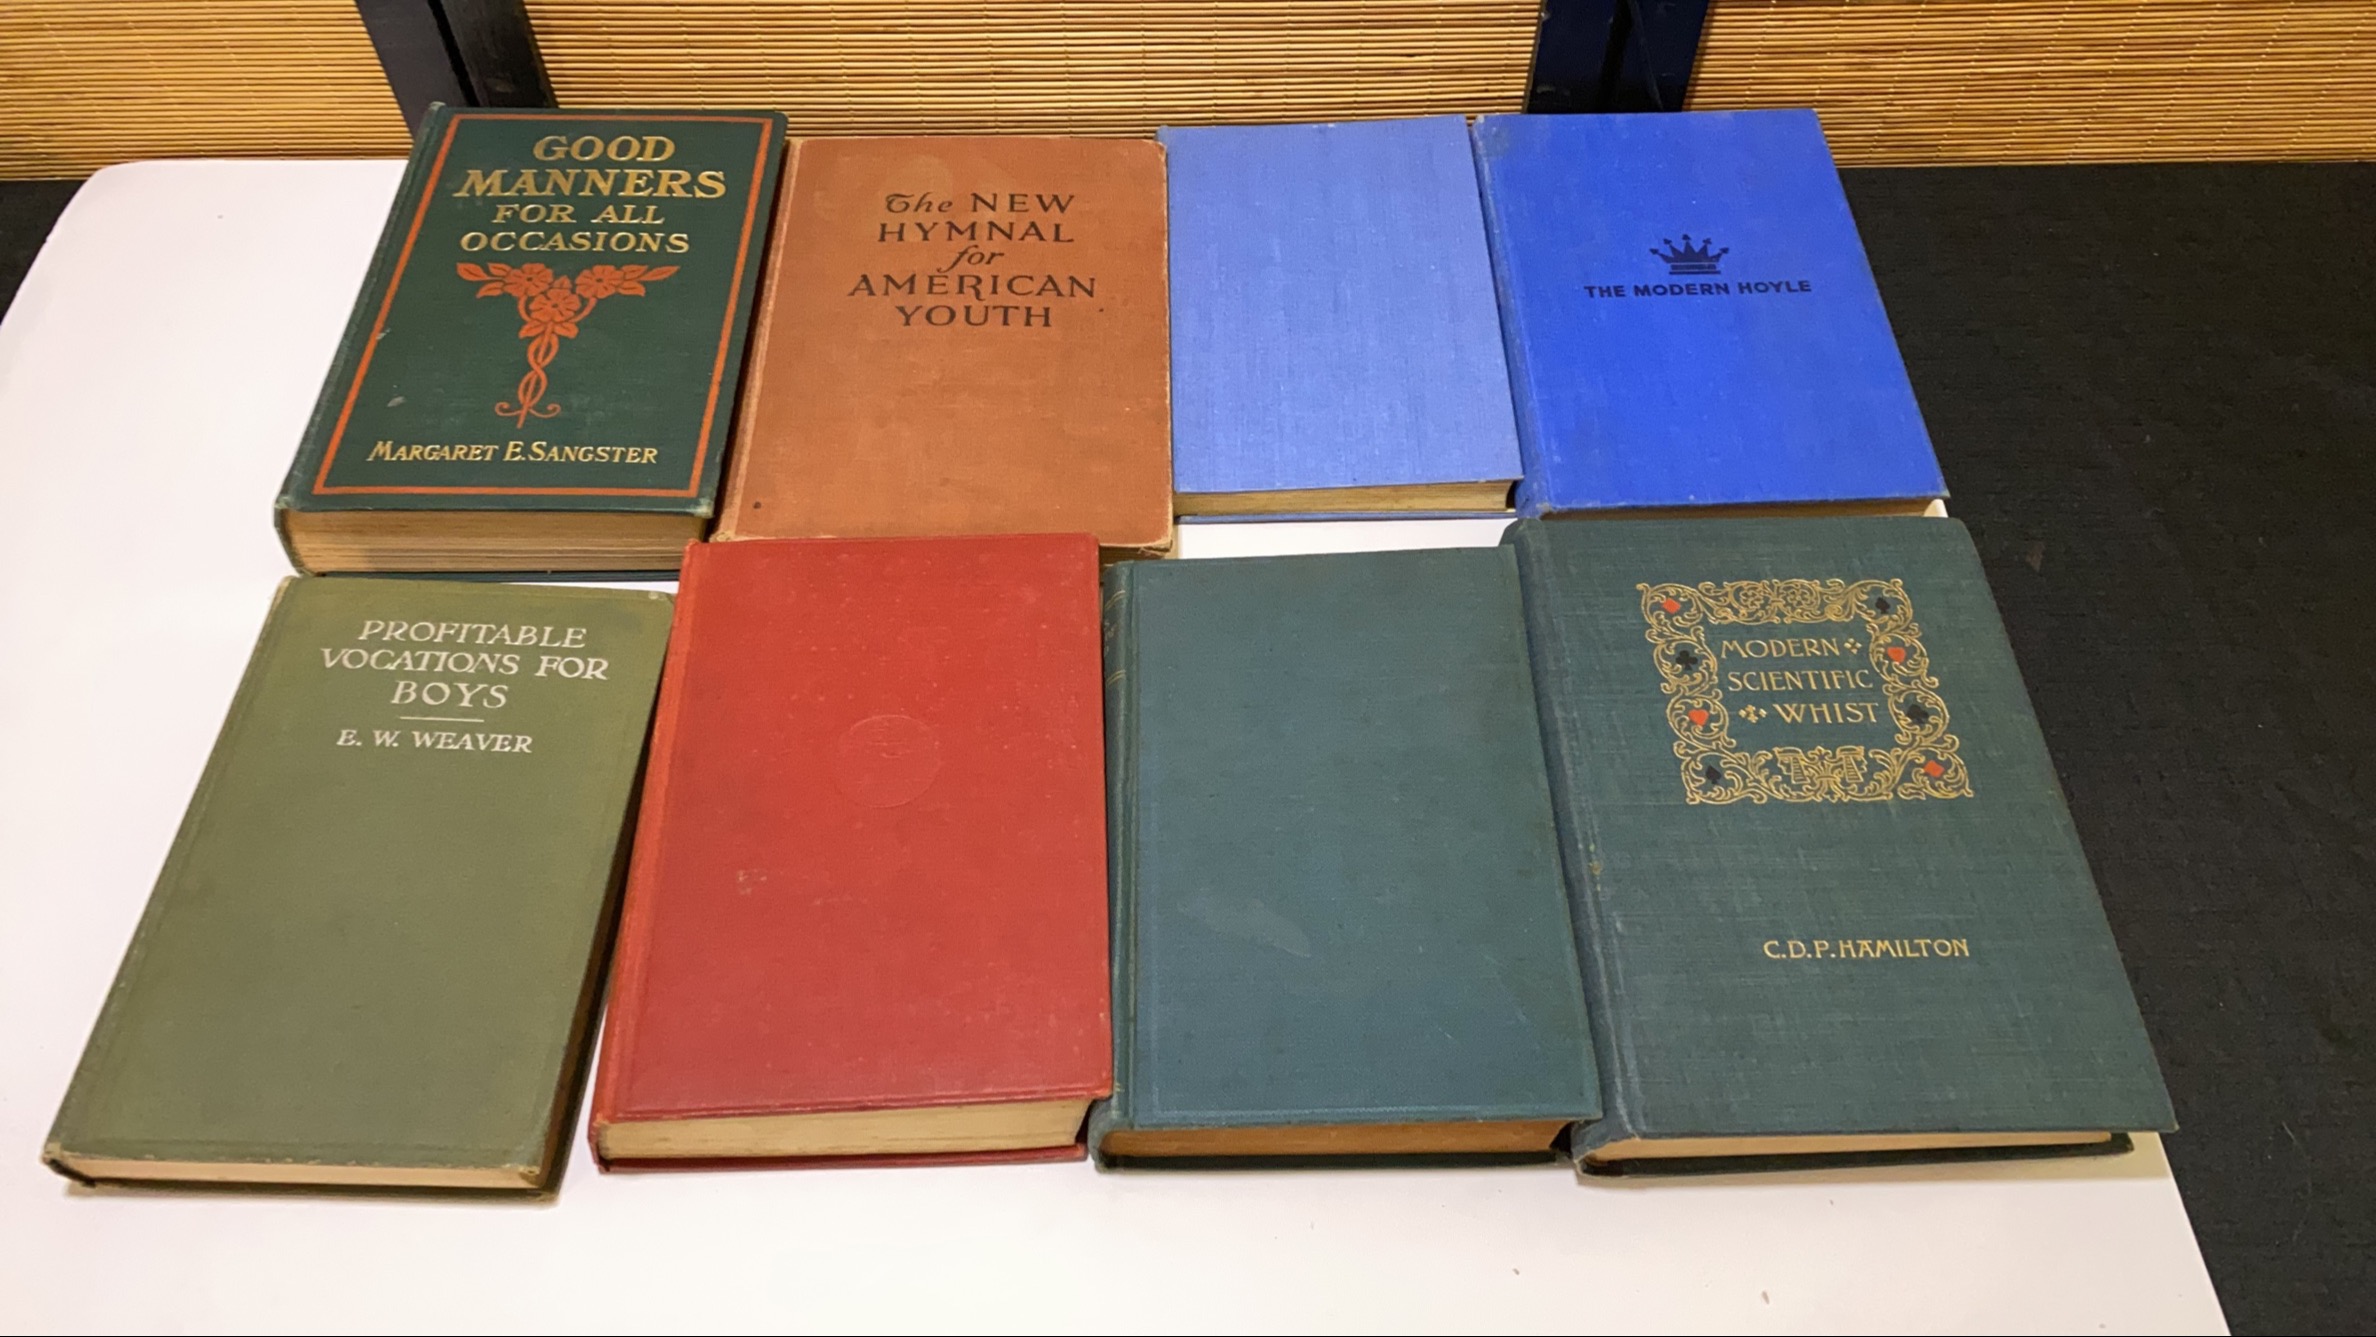 GOOD
MANNERS
FOR ALL
OCCASIONS
MARGARET E. SANGSTER
The NEW
HYMNAL
for
AMERICAN
YOUTH
THE MODERN HOYLE
PROFITABLE
VOCATIONS FOR
BOYS
E. W. WEAVER
MODERN
SCIENTIFIC
WHIST
C.D.P. HAMILTON